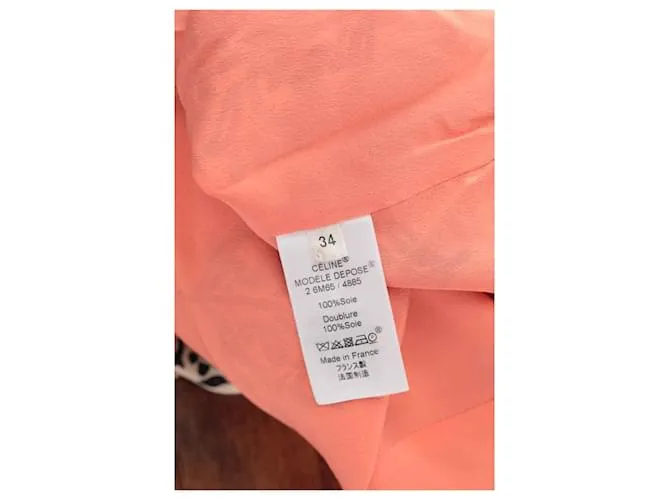 34
CELINE®
MODELE DEPOSE®
2 6M65 / 4885
100%Soie
Doublure
100%Soie
Made in France
フランス製
法国制造